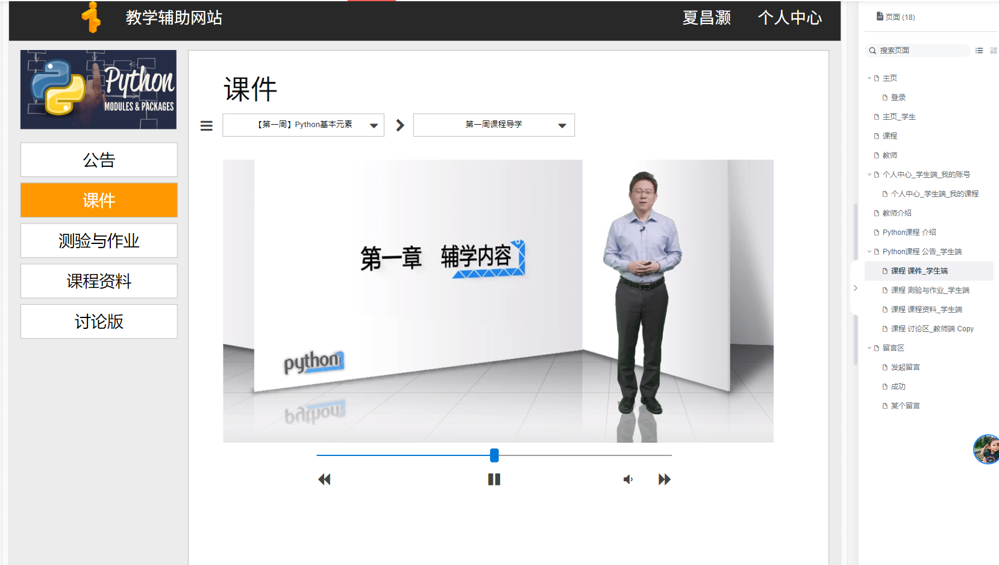 教学辅助网站
夏昌灏
个人中心
Python
MODULES & PACKAGES
公告
课件
测验与作业
课程资料
讨论版
课件
【第一周】Python基本元素
第一周课程导学
第一章 辅学内容
python
页面 (18)
搜索页面
主页
登录
主页_学生
课程
教师
个人中心_学生端_我的账号
个人中心_学生端_我的课程
教师介绍
Python课程 介绍
Python课程 公告_学生端
课程 课件_学生端
课程 测验与作业_学生端
课程 课程资料_学生端
课程 讨论区_教师端 Copy
留言区
发起留言
成功
某个留言